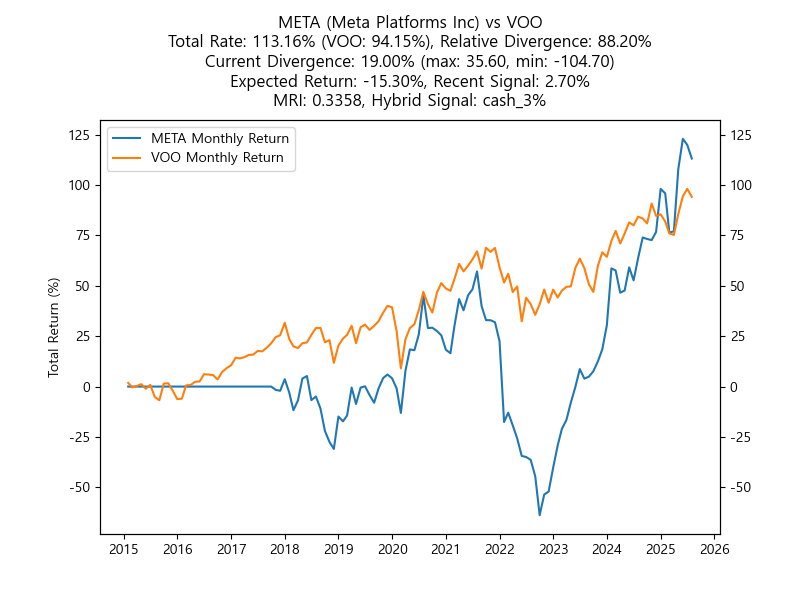 META (Meta Platforms Inc) vs VOO
Total Rate: 113.16% (VOO: 94.15%), Relative Divergence: 88.20%
Current Divergence: 19.00% (max: 35.60, min: -104.70)
Expected Return: -15.30%, Recent Signal: 2.70%
MRI: 0.3358, Hybrid Signal: cash_3%
META Monthly Return
VOO Monthly Return
Total Return (%)
125
100
75
50
25
0
-25
-50
125
100
75
50
25
0
-25
-50
2015 2016 2017 2018 2019 2020 2021 2022 2023 2024 2025 2026